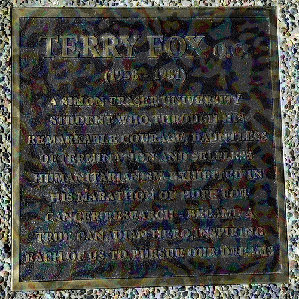 TERRY FOX O.C.
(1958 - 1981)
A SIMON FRASER UNIVERSITY
STUDENT WHO, THROUGH HIS
REMARKABLE COURAGE, DAUNTLESS
DETERMINATION AND SELFLESS
HUMANITARIANISM EXHIBITED IN
HIS MARATHON OF HOPE FOR
CANCER RESEARCH - BECAME A
TRUE CANADIAN HERO, INSPIRING
EACH OF US TO PURSUE OUR DREAMS